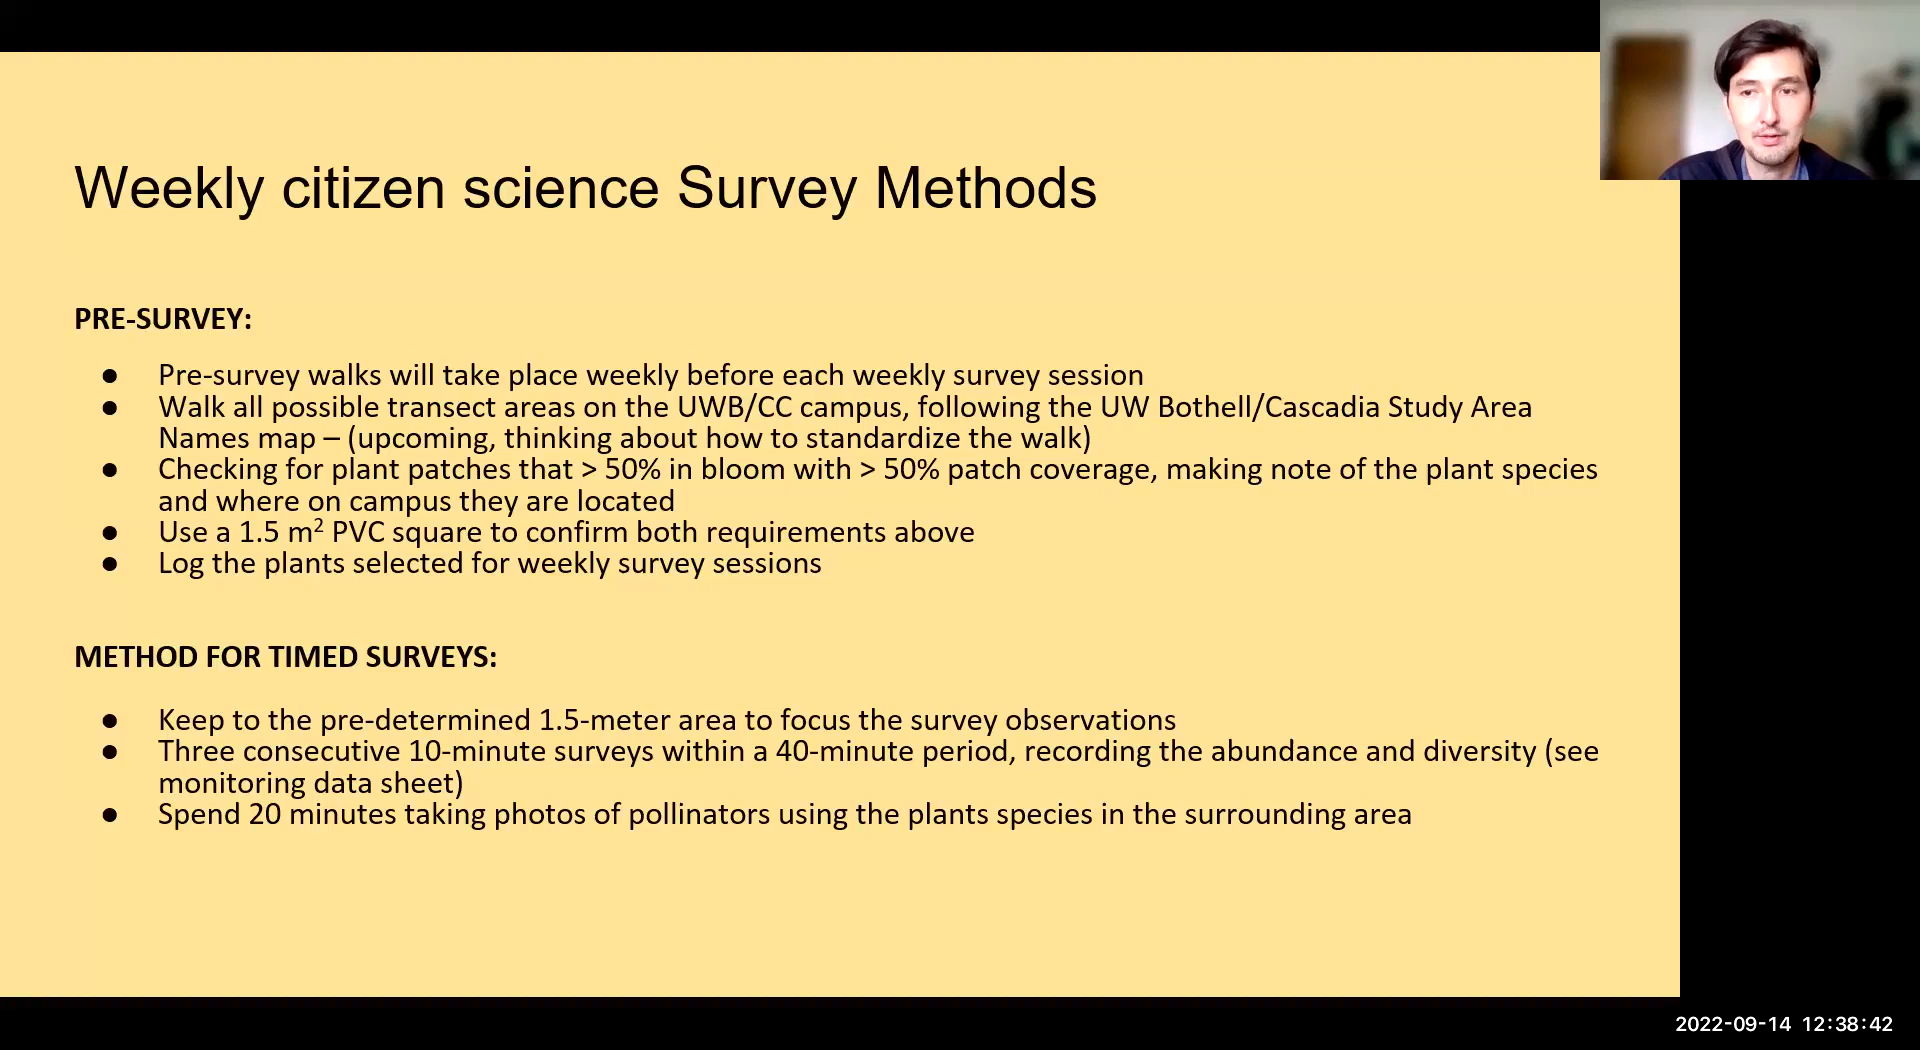 Weekly citizen science Survey Methods
PRE-SURVEY:
● Pre-survey walks will take place weekly before each weekly survey session
● Walk all possible transect areas on the UWB/CC campus, following the UW Bothell/Cascadia Study Area
Names map – (upcoming, thinking about how to standardize the walk)
● Checking for plant patches that > 50% in bloom with > 50% patch coverage, making note of the plant species
and where on campus they are located
● Use a 1.5 m² PVC square to confirm both requirements above
● Log the plants selected for weekly survey sessions
METHOD FOR TIMED SURVEYS:
● Keep to the pre-determined 1.5-meter area to focus the survey observations
● Three consecutive 10-minute surveys within a 40-minute period, recording the abundance and diversity (see
monitoring data sheet)
● Spend 20 minutes taking photos of pollinators using the plants species in the surrounding area
2022-09-14 12:38:42